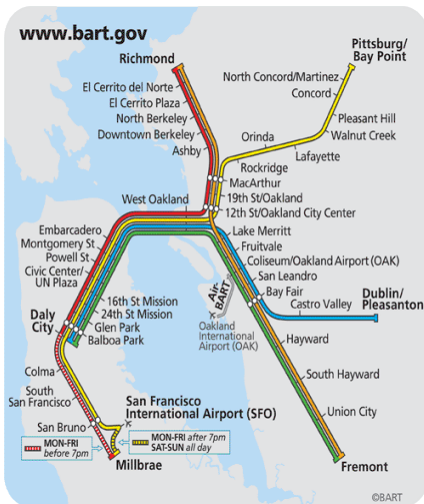 www.bart.gov
Richmond
Pittsburg/
Bay Point
El Cerrito del Norte
El Cerrito Plaza
North Berkeley
Downtown Berkeley
Ashby
North Concord/Martinez
Concord
Pleasant Hill
Walnut Creek
Lafayette
Orinda
Rockridge
MacArthur
19th St/Oakland
12th St/Oakland City Center
West Oakland
Lake Merritt
Fruitvale
Coliseum/Oakland Airport (OAK)
San Leandro
Bay Fair
Castro Valley
Dublin/
Pleasanton
Embarcadero
Montgomery St
Powell St
Civic Center/
UN Plaza
16th St Mission
24th St Mission
Glen Park
Balboa Park
Daly
City
Air-
BART
Oakland
International
Airport (OAK)
Hayward
South Hayward
Union City
Fremont
Colma
South
San Francisco
San Bruno
San Francisco
International Airport (SFO)
MON-FRI
before 7pm
MON-FRI after 7pm
SAT-SUN all day
Millbrae
©BART